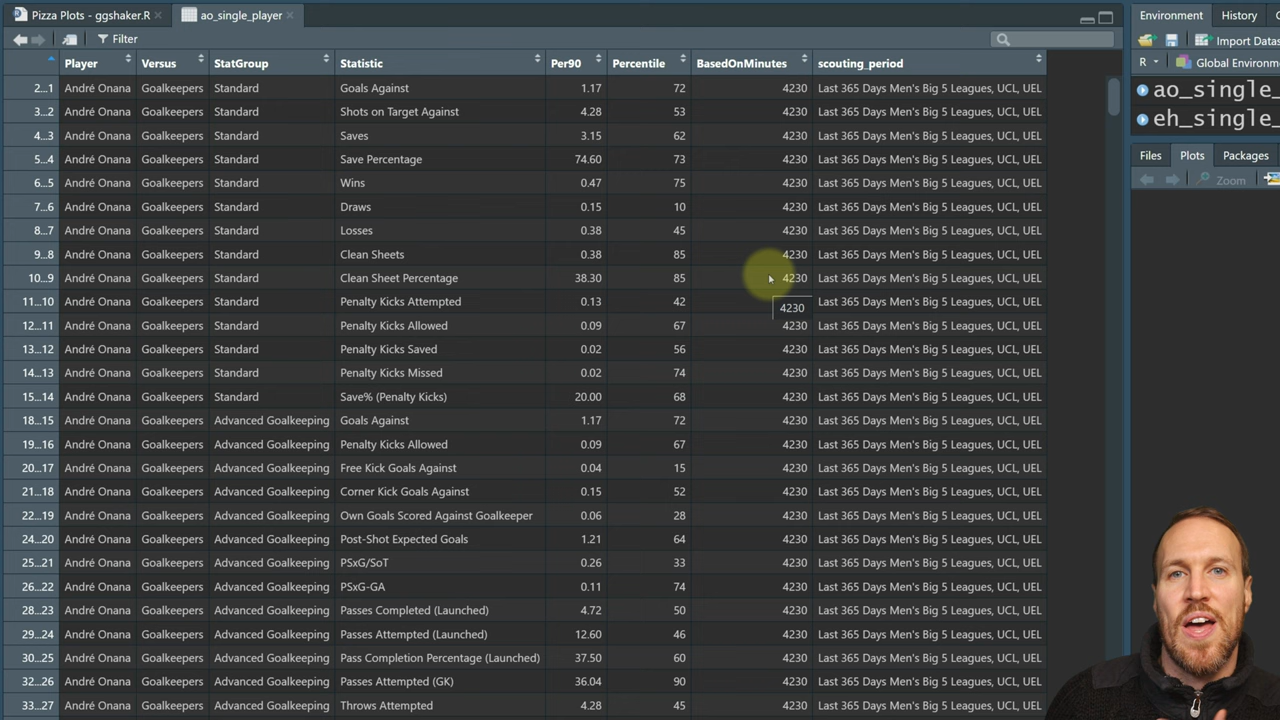 Pizza Plots - ggshaker.R ao_single_player
Filter
Player Versus StatGroup Statistic Per90 Percentile BasedOnMinutes scouting_period
2...1 André Onana Goalkeepers Standard Goals Against 1.17 72 4230 Last 365 Days Men's Big 5 Leagues, UCL, UEL
3...2 André Onana Goalkeepers Standard Shots on Target Against 4.28 53 4230 Last 365 Days Men's Big 5 Leagues, UCL, UEL
4...3 André Onana Goalkeepers Standard Saves 3.15 62 4230 Last 365 Days Men's Big 5 Leagues, UCL, UEL
5...4 André Onana Goalkeepers Standard Save Percentage 74.60 73 4230 Last 365 Days Men's Big 5 Leagues, UCL, UEL
6...5 André Onana Goalkeepers Standard Wins 0.47 75 4230 Last 365 Days Men's Big 5 Leagues, UCL, UEL
7...6 André Onana Goalkeepers Standard Draws 0.15 10 4230 Last 365 Days Men's Big 5 Leagues, UCL, UEL
8...7 André Onana Goalkeepers Standard Losses 0.38 45 4230 Last 365 Days Men's Big 5 Leagues, UCL, UEL
9...8 André Onana Goalkeepers Standard Clean Sheets 0.38 85 4230 Last 365 Days Men's Big 5 Leagues, UCL, UEL
10...9 André Onana Goalkeepers Standard Clean Sheet Percentage 38.30 85 4230 Last 365 Days Men's Big 5 Leagues, UCL, UEL
11...10 André Onana Goalkeepers Standard Penalty Kicks Attempted 0.13 42 4230 Last 365 Days Men's Big 5 Leagues, UCL, UEL
12...11 André Onana Goalkeepers Standard Penalty Kicks Allowed 0.09 67 4230 Last 365 Days Men's Big 5 Leagues, UCL, UEL
13...12 André Onana Goalkeepers Standard Penalty Kicks Saved 0.02 56 4230 Last 365 Days Men's Big 5 Leagues, UCL, UEL
14...13 André Onana Goalkeepers Standard Penalty Kicks Missed 0.02 74 4230 Last 365 Days Men's Big 5 Leagues, UCL, UEL
15...14 André Onana Goalkeepers Standard Save% (Penalty Kicks) 20.00 68 4230 Last 365 Days Men's Big 5 Leagues, UCL, UEL
18...15 André Onana Goalkeepers Advanced Goalkeeping Goals Against 1.17 72 4230 Last 365 Days Men's Big 5 Leagues, UCL, UEL
19...16 André Onana Goalkeepers Advanced Goalkeeping Penalty Kicks Allowed 0.09 67 4230 Last 365 Days Men's Big 5 Leagues, UCL, UEL
20...17 André Onana Goalkeepers Advanced Goalkeeping Free Kick Goals Against 0.04 15 4230 Last 365 Days Men's Big 5 Leagues, UCL, UEL
21...18 André Onana Goalkeepers Advanced Goalkeeping Corner Kick Goals Against 0.15 52 4230 Last 365 Days Men's Big 5 Leagues, UCL, UEL
22...19 André Onana Goalkeepers Advanced Goalkeeping Own Goals Scored Against Goalkeeper 0.06 28 4230 Last 365 Days Men's Big 5 Leagues, UCL, UEL
24...20 André Onana Goalkeepers Advanced Goalkeeping Post-Shot Expected Goals 1.21 64 4230 Last 365 Days Men's Big 5 Leagues, UCL, UEL
25...21 André Onana Goalkeepers Advanced Goalkeeping PSxG/SoT 0.26 33 4230 Last 365 Days Men's Big 5 Leagues, UCL, UEL
26...22 André Onana Goalkeepers Advanced Goalkeeping PSxG-GA 0.11 74 4230 Last 365 Days Men's Big 5 Leagues, UCL, UEL
28...23 André Onana Goalkeepers Advanced Goalkeeping Passes Completed (Launched) 4.72 50 4230 Last 365 Days Men's Big 5 Leagues, UCL, UEL
29...24 André Onana Goalkeepers Advanced Goalkeeping Passes Attempted (Launched) 12.60 46 4230 Last 365 Days Men's Big 5 Leagues, UCL, UEL
30...25 André Onana Goalkeepers Advanced Goalkeeping Pass Completion Percentage (Launched) 37.50 60 4230 Last 365 Days Men's Big 5 Leagues, UCL, UEL
32...26 André Onana Goalkeepers Advanced Goalkeeping Passes Attempted (GK) 36.04 90 4230 Last 365 Days Men's Big 5 Leagues, UCL, UEL
33...27 André Onana Goalkeepers Advanced Goalkeeping Throws Attempted 4.28 45 4230 Last 365 Days Men's Big 5 Leagues, UCL, UEL
4230
Environment History
Import Datas
R Global Environm
ao_single_
eh_single_
Files Plots Packages
Zoom